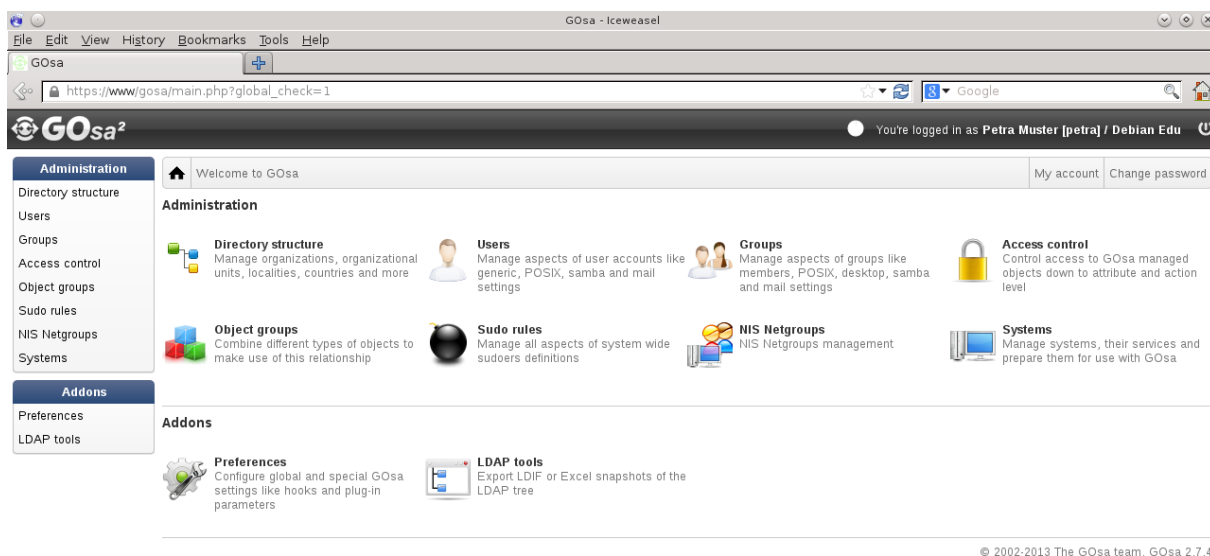 GOsa - Iceweasel
File Edit View History Bookmarks Tools Help
GOsa
https://www/gosa/main.php?global_check=1
Google
GOsa²
You're logged in as Petra Muster [petra] / Debian Edu
Administration
Directory structure
Users
Groups
Access control
Object groups
Sudo rules
NIS Netgroups
Systems
Addons
Preferences
LDAP tools
Welcome to GOsa
My account
Change password
Administration
Directory structure
Manage organizations, organizational
units, localities, countries and more
Users
Manage aspects of user accounts like
generic, POSIX, samba and mail
settings
Groups
Manage aspects of groups like
members, POSIX, desktop, samba
and mail settings
Access control
Control access to GOsa managed
objects down to attribute and action
level
Object groups
Combine different types of objects to
make use of this relationship
Sudo rules
Manage all aspects of system wide
sudoers definitions
NIS Netgroups
NIS Netgroups management
Systems
Manage systems, their services and
prepare them for use with GOsa
Addons
Preferences
Configure global and special GOsa
settings like hooks and plug-in
parameters
LDAP tools
Export LDIF or Excel snapshots of the
LDAP tree
© 2002-2013 The GOsa team, GOsa 2.7.4